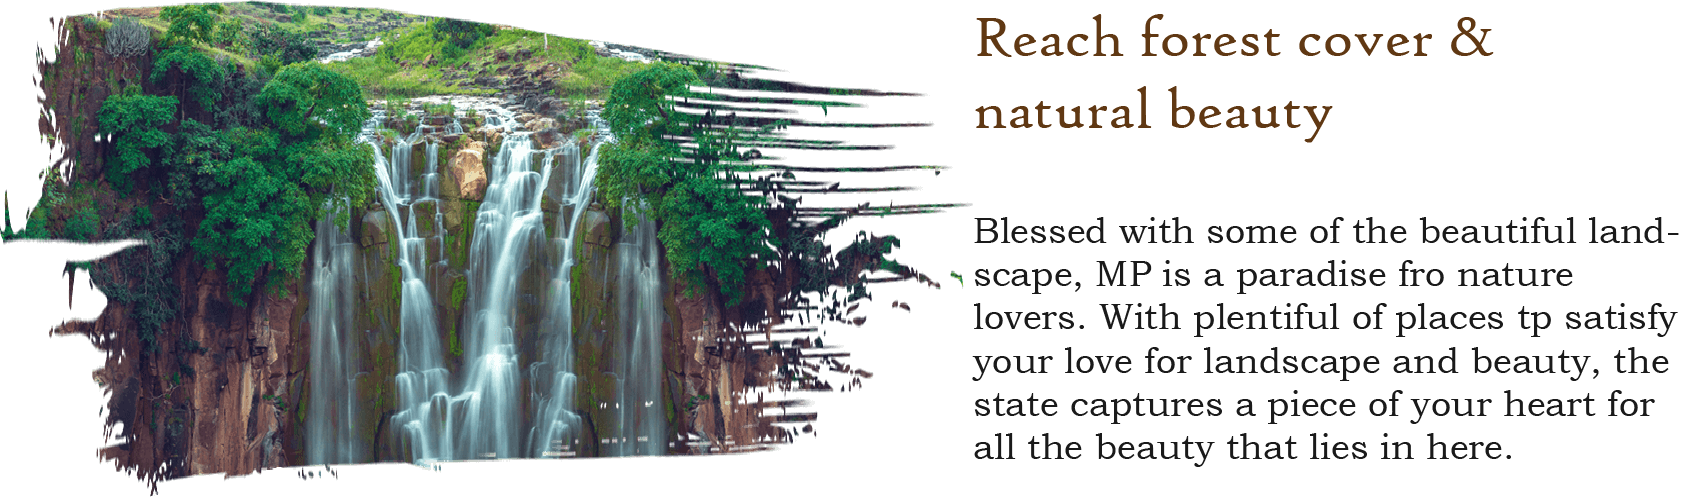 Reach forest cover &
natural beauty
Blessed with some of the beautiful land-
scape, MP is a paradise fro nature
lovers. With plentiful of places tp satisfy
your love for landscape and beauty, the
state captures a piece of your heart for
all the beauty that lies in here.